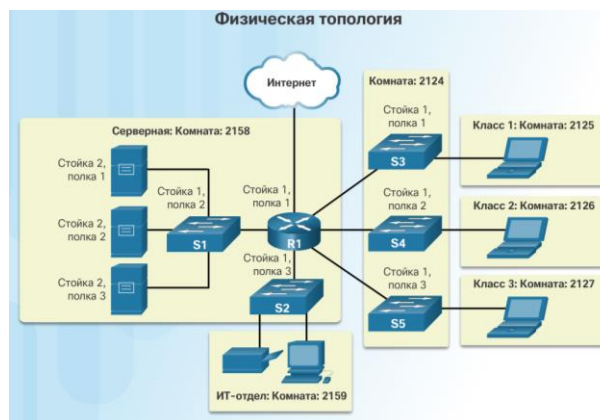 Физическая топология
Интернет
Комната: 2124
Серверная: Комната: 2158
Стойка 2,
полка 1
Стойка 1,
полка 2
Стойка 2,
полка 2
S1
Стойка 2,
полка 3
Стойка 1,
полка 1
R1
Стойка 1,
полка 3
S2
ИТ-отдел: Комната: 2159
Стойка 1,
полка 1
S3
Стойка 1,
полка 2
S4
Стойка 1,
полка 3
S5
Класс 1: Комната: 2125
Класс 2: Комната: 2126
Класс 3: Комната: 2127